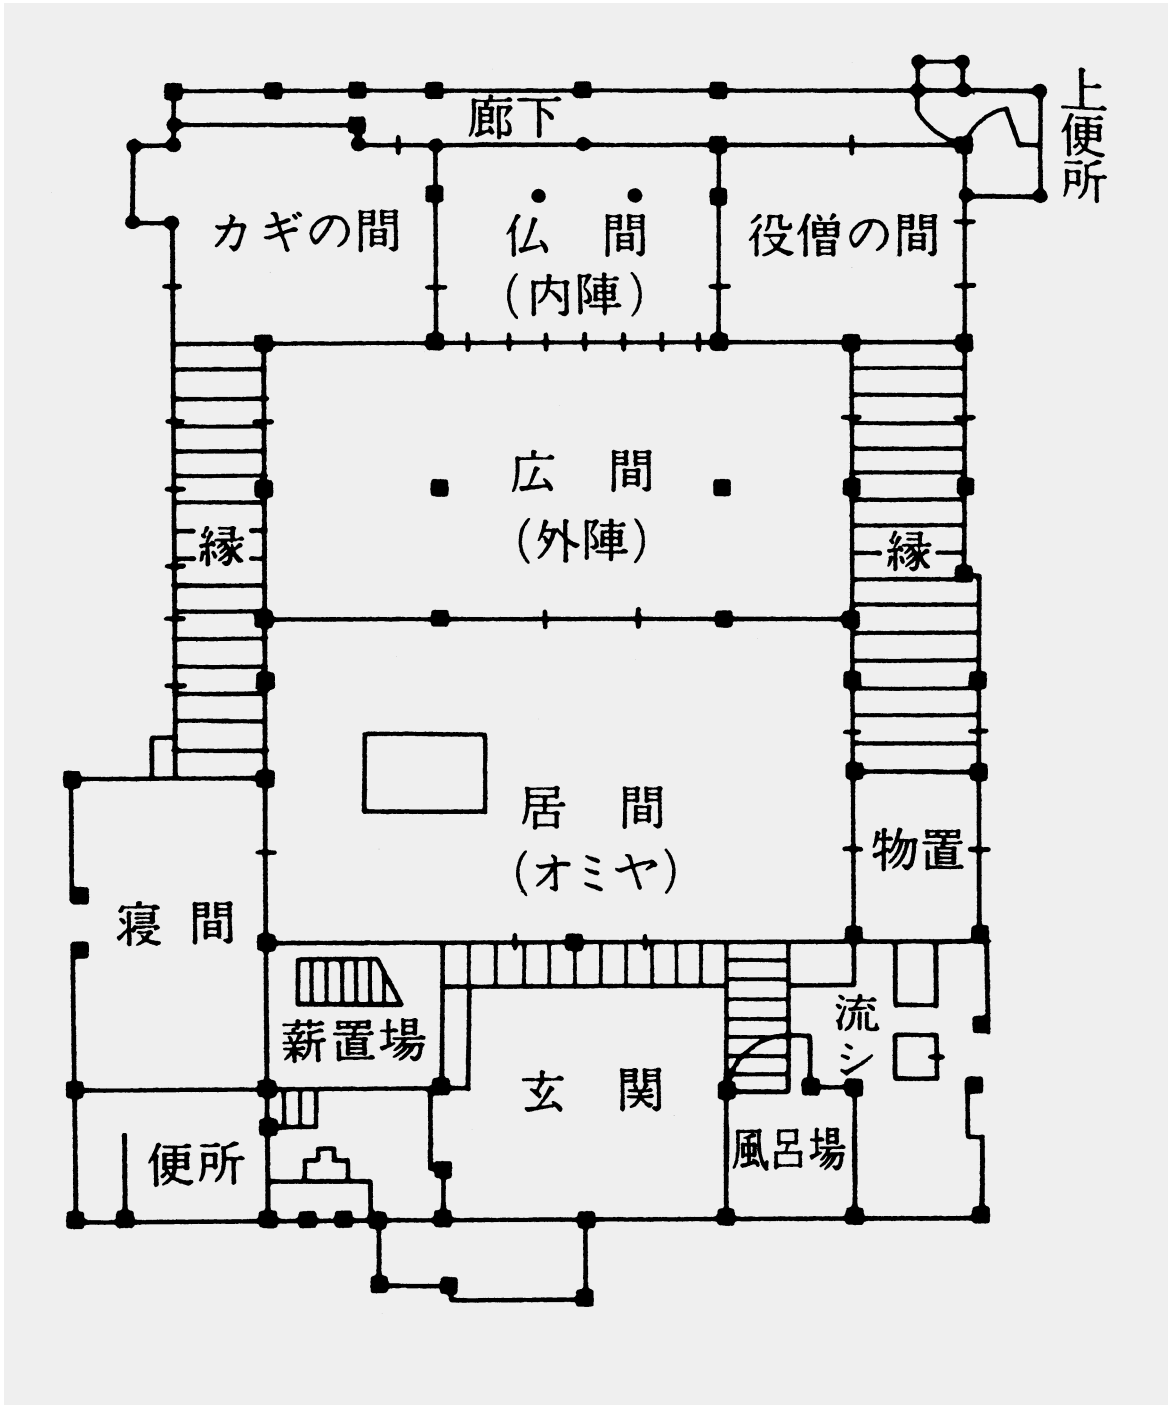 廊下
上便所
カギの間
仏間
(内陣)
役僧の間
広間
(外陣)
縁
縁
居間
(オミヤ)
物置
寝間
薪置場
流シ
玄関
便所
風呂場